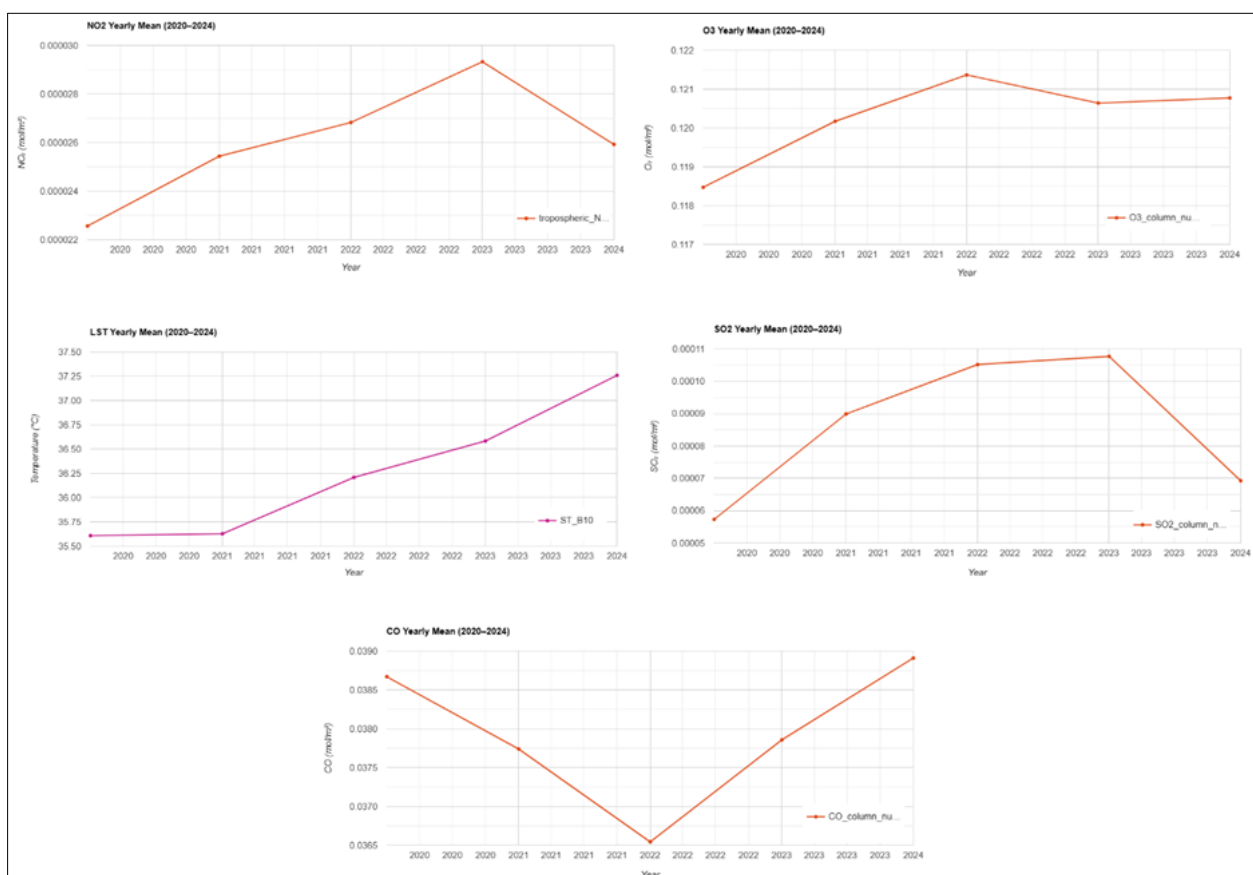 NO2 Yearly Mean (2020–2024)
0.000030
0.000028
0.000026
0.000024
0.000022
NO₂ (mol/m²)
tropospheric_N...
2020 2020 2020 2021 2021 2021 2021 2022 2022 2022 2022 2023 2023 2023 2023 2024
Year
O3 Yearly Mean (2020–2024)
0.122
0.121
0.120
0.119
0.118
0.117
O₃ (mol/m²)
O3_column_nu...
2020 2020 2020 2021 2021 2021 2021 2022 2022 2022 2022 2023 2023 2023 2023 2024
Year
LST Yearly Mean (2020–2024)
37.50
37.25
37.00
36.75
36.50
36.25
36.00
35.75
35.50
Temperature (°C)
ST_B10
2020 2020 2020 2021 2021 2021 2021 2022 2022 2022 2022 2023 2023 2023 2023 2024
Year
SO2 Yearly Mean (2020–2024)
0.00011
0.00010
0.00009
0.00008
0.00007
0.00006
0.00005
SO₂ (mol/m²)
SO2_column_n...
2020 2020 2020 2021 2021 2021 2021 2022 2022 2022 2022 2023 2023 2023 2023 2024
Year
CO Yearly Mean (2020–2024)
0.0390
0.0385
0.0380
0.0375
0.0370
0.0365
CO (mol/m²)
CO_column_nu...
2020 2020 2020 2021 2021 2021 2021 2022 2022 2022 2022 2023 2023 2023 2023 2024
Year